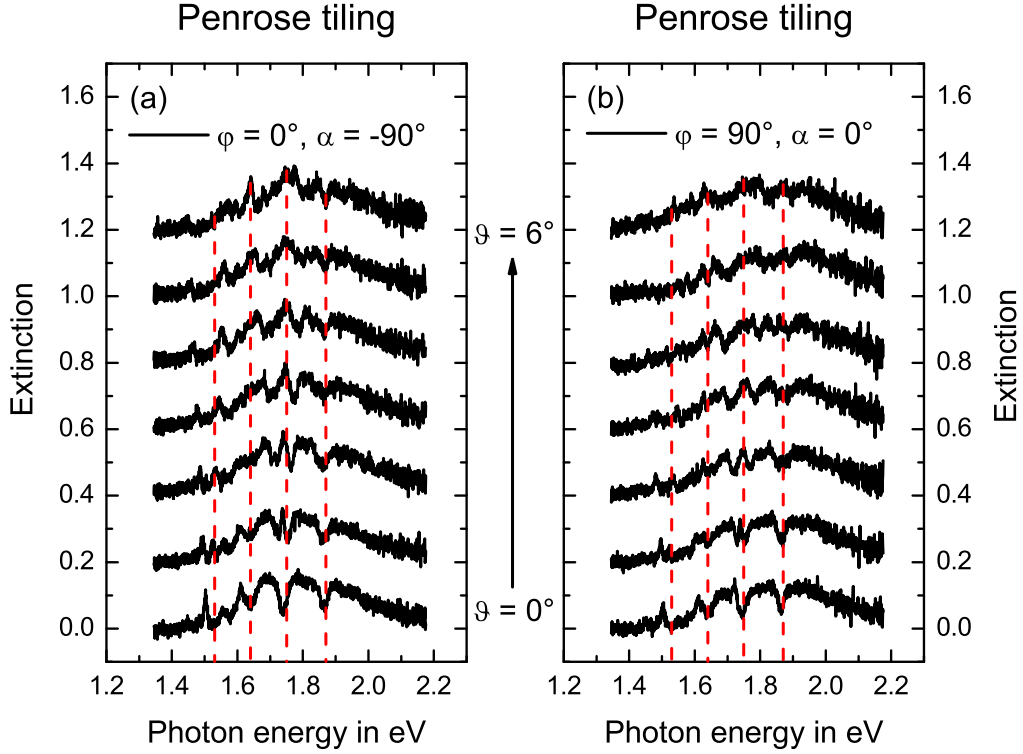 Penrose tiling
Penrose tiling
(a)
φ = 0°, α = -90°
(b)
φ = 90°, α = 0°
1.6
1.4
1.2
1.0
0.8
0.6
0.4
0.2
0.0
Extinction
ϑ = 6°
ϑ = 0°
1.6
1.4
1.2
1.0
0.8
0.6
0.4
0.2
0.0
Extinction
1.2 1.4 1.6 1.8 2.0 2.2
1.2 1.4 1.6 1.8 2.0 2.2
Photon energy in eV
Photon energy in eV